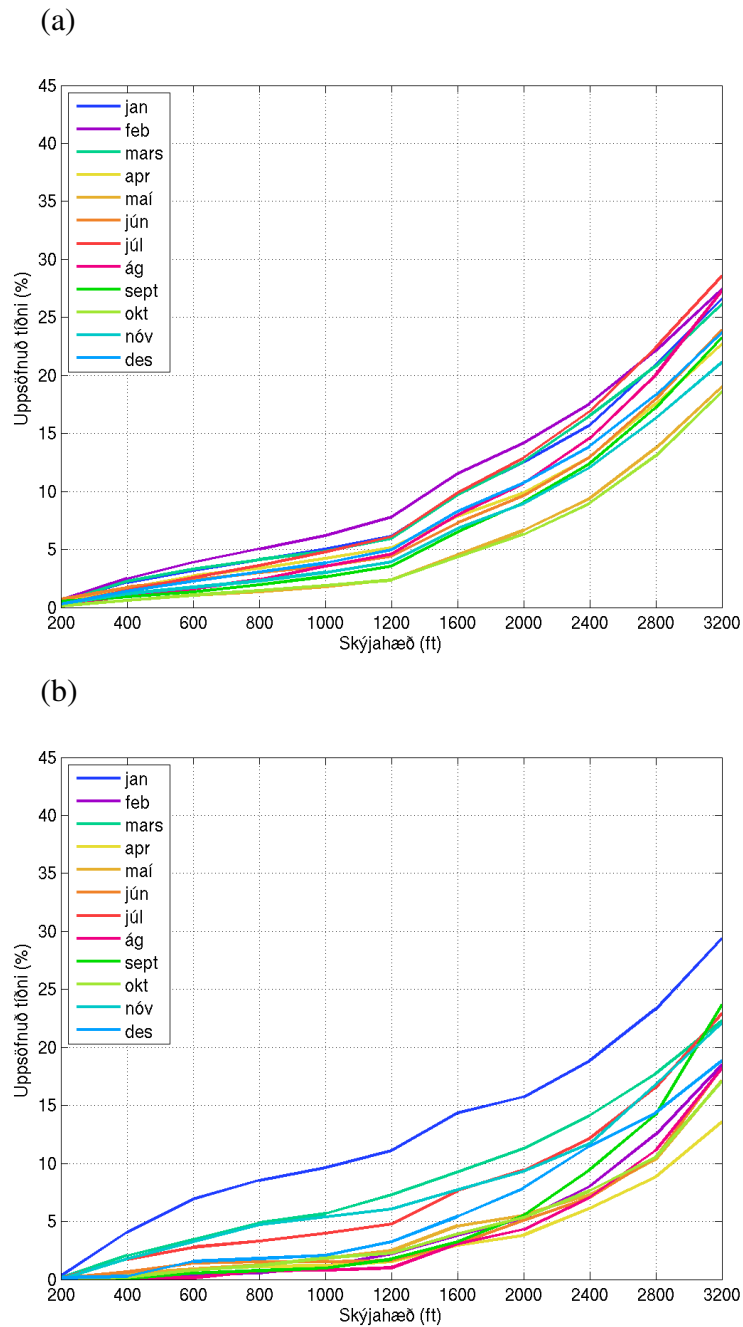 (a)
45
40
35
30
25
20
15
10
5
0
Uppsöfnuð tíðni (%)
jan
feb
mars
apr
maí
jún
júl
ág
sept
okt
nóv
des
200 400 600 800 1000 1200 1600 2000 2400 2800 3200
Skýjahæð (ft)
(b)
45
40
35
30
25
20
15
10
5
0
Uppsöfnuð tíðni (%)
jan
feb
mars
apr
maí
jún
júl
ág
sept
okt
nóv
des
200 400 600 800 1000 1200 1600 2000 2400 2800 3200
Skýjahæð (ft)